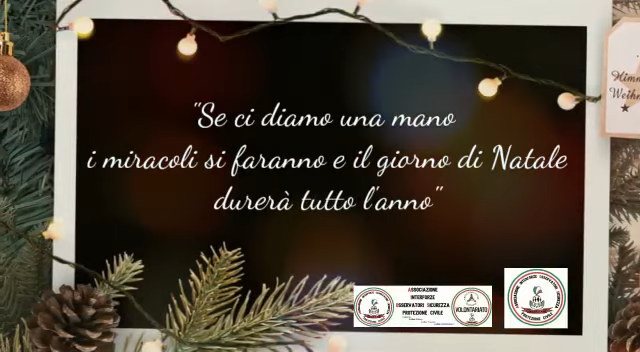 "Se ci diamo una mano
i miracoli si faranno e il giorno di Natale
durerà tutto l'anno"
ASSOCIAZIONE
INTERFORZE
OSSERVATORI SICUREZZA
PROTEZIONE CIVILE
VOLONTARIATO